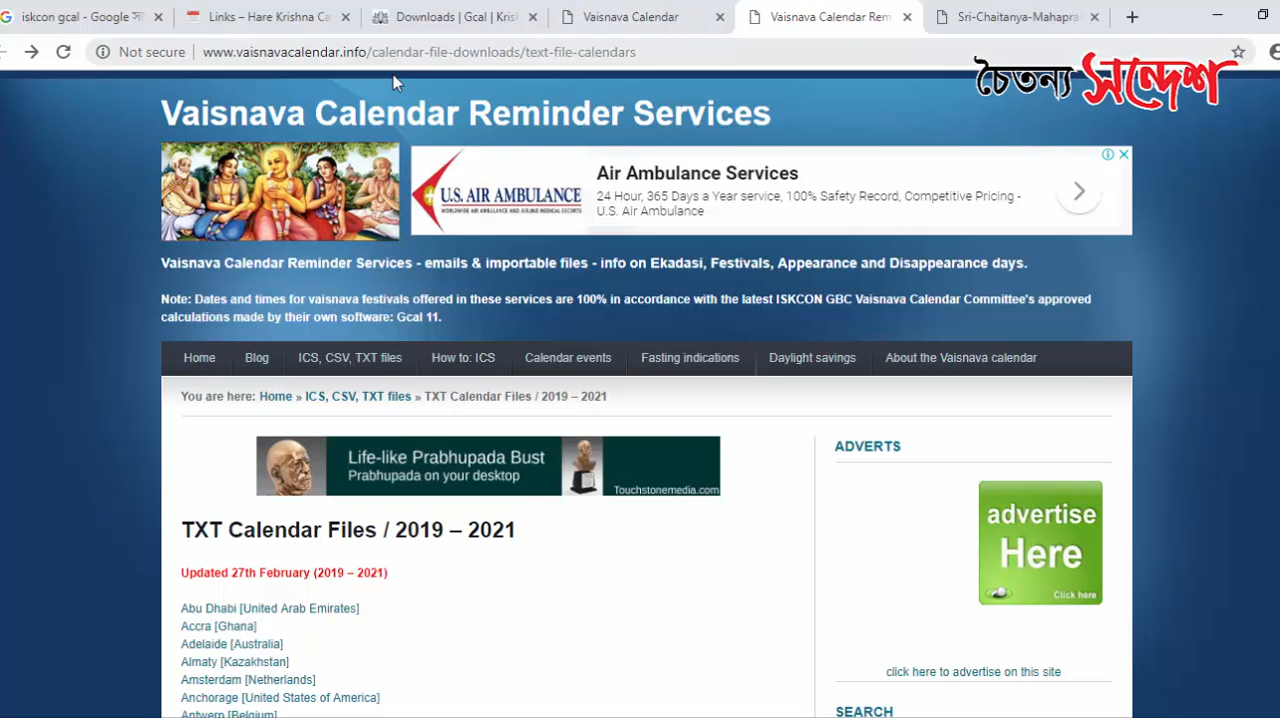 iskcon gcal - Google
Links – Hare Krishna Ca
Downloads | Gcal | Kris
Vaisnava Calendar
Vaisnava Calendar Rem
Sri-Chaitanya-Mahapra
Not secure
www.vaisnavacalendar.info/calendar-file-downloads/text-file-calendars
চৈতন্য সন্দেশ
Vaisnava Calendar Reminder Services
U.S. AIR AMBULANCE
WORLDWIDE AIR AMBULANCE AND AIRLINE MEDICAL ESCORTS
Air Ambulance Services
24 Hour, 365 Days a Year service, 100% Safety Record, Competitive Pricing -
U.S. Air Ambulance
Vaisnava Calendar Reminder Services - emails & importable files - info on Ekadasi, Festivals, Appearance and Disappearance days.
Note: Dates and times for vaisnava festivals offered in these services are 100% in accordance with the latest ISKCON GBC Vaisnava Calendar Committee's approved
calculations made by their own software: Gcal 11.
Home Blog ICS, CSV, TXT files How to: ICS Calendar events Fasting indications Daylight savings About the Vaisnava calendar
You are here: Home » ICS, CSV, TXT files » TXT Calendar Files / 2019 – 2021
Life-like Prabhupada Bust
Prabhupada on your desktop
Touchstonemedia.com
ADVERTS
advertise
Here
Click here
TXT Calendar Files / 2019 – 2021
Updated 27th February (2019 – 2021)
Abu Dhabi [United Arab Emirates]
Accra [Ghana]
Adelaide [Australia]
Almaty [Kazakhstan]
Amsterdam [Netherlands]
Anchorage [United States of America]
Antwerp [Belgium]
click here to advertise on this site
SEARCH